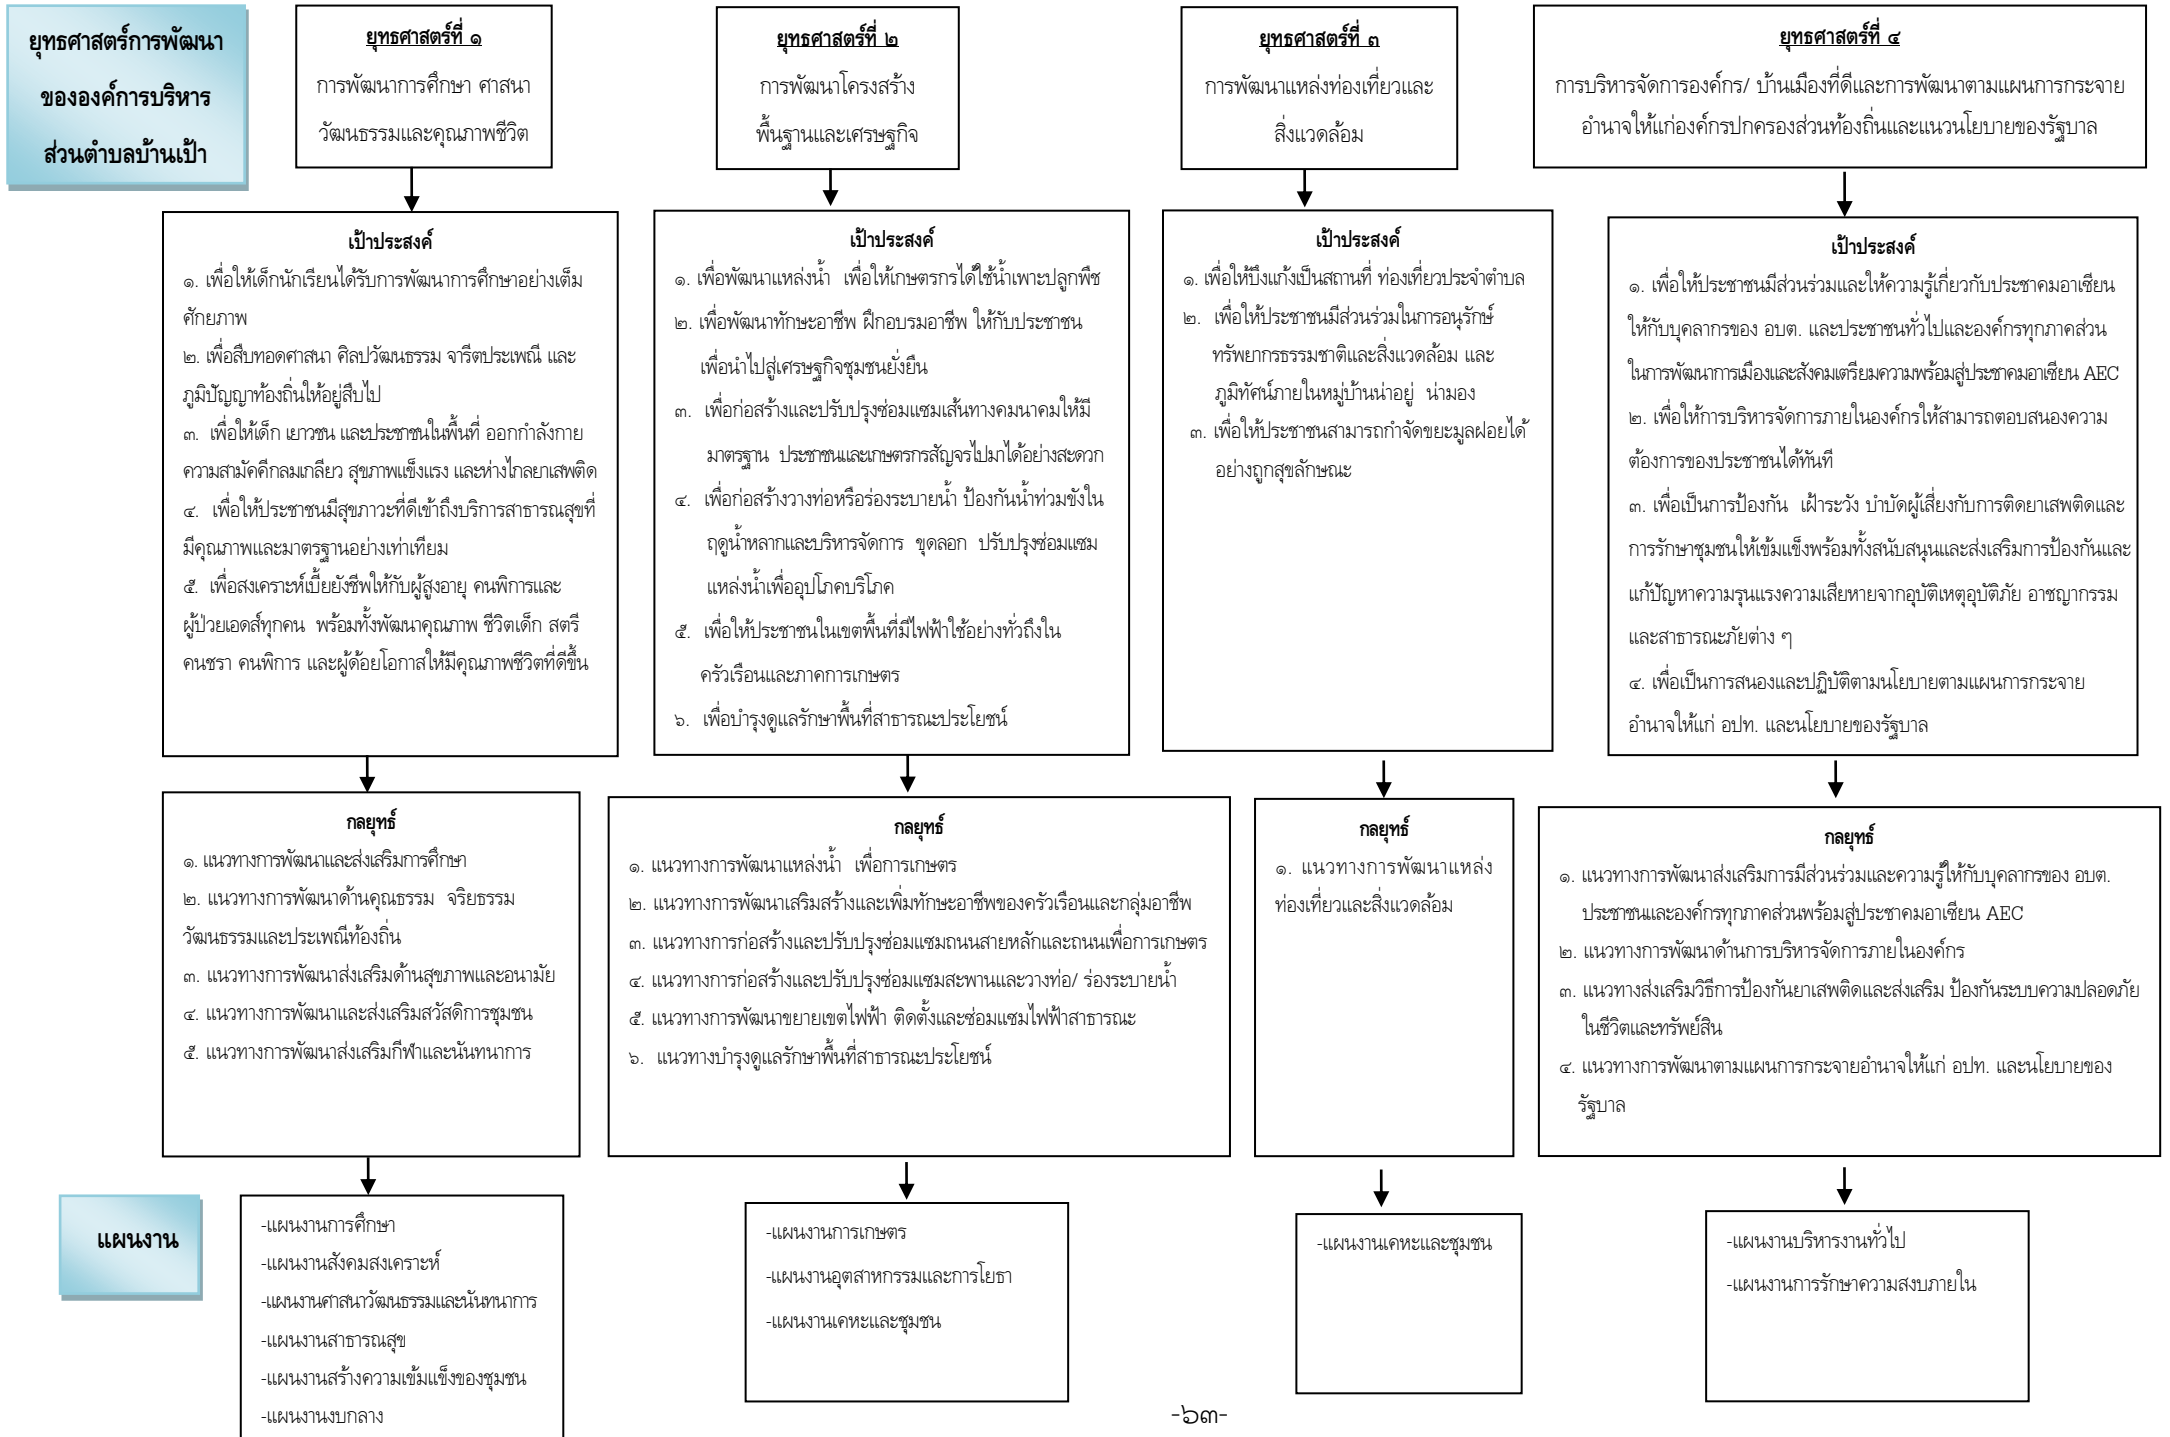 ยุทธศาสตร์การพัฒนา
ขององค์การบริหาร
ส่วนตำบลบ้านเป้า
ยุทธศาสตร์ที่ ๑
การพัฒนาการศึกษา ศาสนา
วัฒนธรรมและคุณภาพชีวิต
ยุทธศาสตร์ที่ ๒
การพัฒนาโครงสร้าง
พื้นฐานและเศรษฐกิจ
ยุทธศาสตร์ที่ ๓
การพัฒนาแหล่งท่องเที่ยวและ
สิ่งแวดล้อม
ยุทธศาสตร์ที่ ๔
การบริหารจัดการองค์กร/ บ้านเมืองที่ดีและการพัฒนาตามแผนการกระจาย
อำนาจให้แก่องค์กรปกครองส่วนท้องถิ่นและแนวนโยบายของรัฐบาล
เป้าประสงค์
๑. เพื่อให้เด็กนักเรียนได้รับการพัฒนาการศึกษาอย่างเต็ม
ศักยภาพ
๒. เพื่อสืบทอดศาสนา ศิลปวัฒนธรรม จารีตประเพณี และ
ภูมิปัญญาท้องถิ่นให้อยู่สืบไป
๓. เพื่อให้เด็ก เยาวชน และประชาชนในพื้นที่ ออกกำลังกาย
ความสามัคคีกลมเกลียว สุขภาพแข็งแรง และห่างไกลยาเสพติด
๔. เพื่อให้ประชาชนมีสุขภาวะที่ดีเข้าถึงบริการสาธารณสุขที่
มีคุณภาพและมาตรฐานอย่างเท่าเทียม
๕. เพื่อสงเคราะห์เบี้ยยังชีพให้กับผู้สูงอายุ คนพิการและ
ผู้ป่วยเอดส์ทุกคน พร้อมทั้งพัฒนาคุณภาพ ชีวิตเด็ก สตรี
คนชรา คนพิการ และผู้ด้อยโอกาสให้มีคุณภาพชีวิตที่ดีขึ้น
เป้าประสงค์
๑. เพื่อพัฒนาแหล่งน้ำ เพื่อให้เกษตรกรได้ใช้น้ำเพาะปลูกพืช
๒. เพื่อพัฒนาทักษะอาชีพ ฝึกอบรมอาชีพ ให้กับประชาชน
เพื่อนำไปสู่เศรษฐกิจชุมชนยั่งยืน
๓. เพื่อก่อสร้างและปรับปรุงซ่อมแซมเส้นทางคมนาคมให้มี
มาตรฐาน ประชาชนและเกษตรกรสัญจรไปมาได้อย่างสะดวก
๔. เพื่อก่อสร้างวางท่อหรือร่องระบายน้ำ ป้องกันน้ำท่วมขังใน
ฤดูน้ำหลากและบริหารจัดการ ขุดลอก ปรับปรุงซ่อมแซม
แหล่งน้ำเพื่ออุปโภคบริโภค
๕. เพื่อให้ประชาชนในเขตพื้นที่มีไฟฟ้าใช้อย่างทั่วถึงใน
ครัวเรือนและภาคการเกษตร
๖. เพื่อบำรุงดูแลรักษาพื้นที่สาธารณะประโยชน์
เป้าประสงค์
๑. เพื่อให้บึงแก้งเป็นสถานที่ ท่องเที่ยวประจำตำบล
๒. เพื่อให้ประชาชนมีส่วนร่วมในการอนุรักษ์
ทรัพยากรธรรมชาติและสิ่งแวดล้อม และ
ภูมิทัศน์ภายในหมู่บ้านน่าอยู่ น่ามอง
๓. เพื่อให้ประชาชนสามารถกำจัดขยะมูลฝอยได้
อย่างถูกสุขลักษณะ
เป้าประสงค์
๑. เพื่อให้ประชาชนมีส่วนร่วมและให้ความรู้เกี่ยวกับประชาคมอาเซียน
ให้กับบุคลากรของ อบต. และประชาชนทั่วไปและองค์กรทุกภาคส่วน
ในการพัฒนาการเมืองและสังคมเตรียมความพร้อมสู่ประชาคมอาเซียน AEC
๒. เพื่อให้การบริหารจัดการภายในองค์กรให้สามารถตอบสนองความ
ต้องการของประชาชนได้ทันที
๓. เพื่อเป็นการป้องกัน เฝ้าระวัง บำบัดผู้เสี่ยงกับการติดยาเสพติดและ
การรักษาชุมชนให้เข้มแข็งพร้อมทั้งสนับสนุนและส่งเสริมการป้องกันและ
แก้ปัญหาความรุนแรงความเสียหายจากอุบัติเหตุอุบัติภัย อาชญากรรม
และสาธารณะภัยต่าง ๆ
๔. เพื่อเป็นการสนองและปฏิบัติตามนโยบายตามแผนการกระจาย
อำนาจให้แก่ อปท. และนโยบายของรัฐบาล
กลยุทธ์
๑. แนวทางการพัฒนาและส่งเสริมการศึกษา
๒. แนวทางการพัฒนาด้านคุณธรรม จริยธรรม
วัฒนธรรมและประเพณีท้องถิ่น
๓. แนวทางการพัฒนาส่งเสริมด้านสุขภาพและอนามัย
๔. แนวทางการพัฒนาและส่งเสริมสวัสดิการชุมชน
๕. แนวทางการพัฒนาส่งเสริมกีฬาและนันทนาการ
กลยุทธ์
๑. แนวทางการพัฒนาแหล่งน้ำ เพื่อการเกษตร
๒. แนวทางการพัฒนาเสริมสร้างและเพิ่มทักษะอาชีพของครัวเรือนและกลุ่มอาชีพ
๓. แนวทางการก่อสร้างและปรับปรุงซ่อมแซมถนนสายหลักและถนนเพื่อการเกษตร
๔. แนวทางการก่อสร้างและปรับปรุงซ่อมแซมสะพานและวางท่อ/ ร่องระบายน้ำ
๕. แนวทางการพัฒนาขยายเขตไฟฟ้า ติดตั้งและซ่อมแซมไฟฟ้าสาธารณะ
๖. แนวทางบำรุงดูแลรักษาพื้นที่สาธารณะประโยชน์
กลยุทธ์
๑. แนวทางการพัฒนาแหล่ง
ท่องเที่ยวและสิ่งแวดล้อม
กลยุทธ์
๑. แนวทางการพัฒนาส่งเสริมการมีส่วนร่วมและความรู้ให้กับบุคลากรของ อบต.
ประชาชนและองค์กรทุกภาคส่วนพร้อมสู่ประชาคมอาเซียน AEC
๒. แนวทางการพัฒนาด้านการบริหารจัดการภายในองค์กร
๓. แนวทางส่งเสริมวิธีการป้องกันยาเสพติดและส่งเสริม ป้องกันระบบความปลอดภัย
ในชีวิตและทรัพย์สิน
๔. แนวทางการพัฒนาตามแผนการกระจายอำนาจให้แก่ อปท. และนโยบายของ
รัฐบาล
แผนงาน
-แผนงานการศึกษา
-แผนงานสังคมสงเคราะห์
-แผนงานศาสนาวัฒนธรรมและนันทนาการ
-แผนงานสาธารณสุข
-แผนงานสร้างความเข้มแข็งของชุมชน
-แผนงานงบกลาง
-แผนงานการเกษตร
-แผนงานอุตสาหกรรมและการโยธา
-แผนงานเคหะและชุมชน
-แผนงานเคหะและชุมชน
-แผนงานบริหารงานทั่วไป
-แผนงานการรักษาความสงบภายใน
-๖๓-